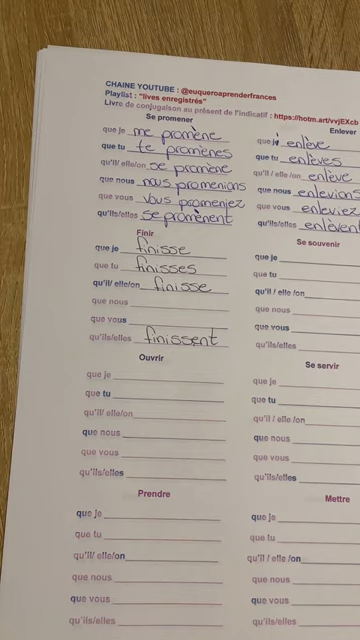 CHAINE YOUTUBE : @euqueroaprenderfrances
Playlist : "lives enregistrés"
Livre de conjugaison au présent de l'indicatif : https://hotm.art/vvjEXcb
Se promener
que je me promène
que tu te promènes
qu'il/ elle/on se promène
que nous nous promenions
que vous vous promeniez
qu'ils/elles se promènent
Enlever
que j' enlève
que tu enlèves
qu'il / elle /on enlève
que nous enlevions
que vous enleviez
qu'ils/elles enlèvent
Finir
que je finisse
que tu finisses
qu'il/ elle/on finisse
que nous
que vous
qu'ils/elles finissent
Se souvenir
que je
que tu
qu'il / elle /on
que nous
que vous
qu'ils/elles
Ouvrir
que je
que tu
qu'il/ elle/on
que nous
que vous
qu'ils/elles
Se servir
que je
que tu
qu'il / elle /on
que nous
que vous
qu'ils/elles
Prendre
que je
que tu
qu'il/ elle/on
que nous
que vous
qu'ils/elles
Mettre
que je
que tu
qu'il / elle /on
que nous
que vous
qu'ils/elles